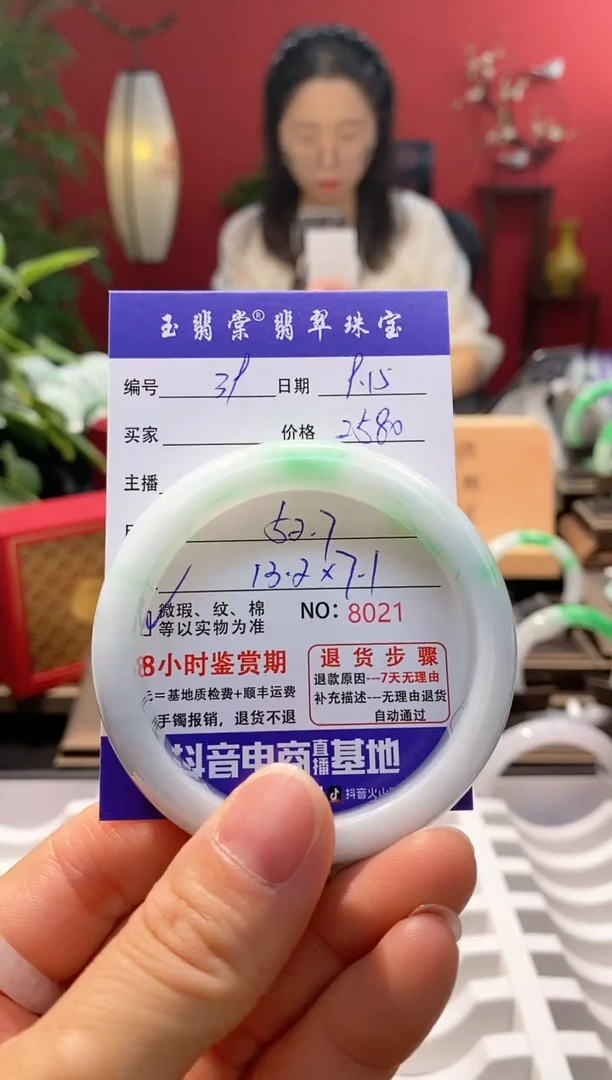 玉翡棠®翡翠珠宝
编号 39 日期 9.15
买家 价格 2580
主播
52.7
13.2×7.1
微瑕、纹、棉 NO: 8021
等以实物为准
8小时鉴赏期
元=基地质检费+顺丰运费
手镯报销，退货不退
退货步骤
退款原因---7天无理由
补充描述---无理由退货
自动通过
抖音电商直播基地
抖音火山